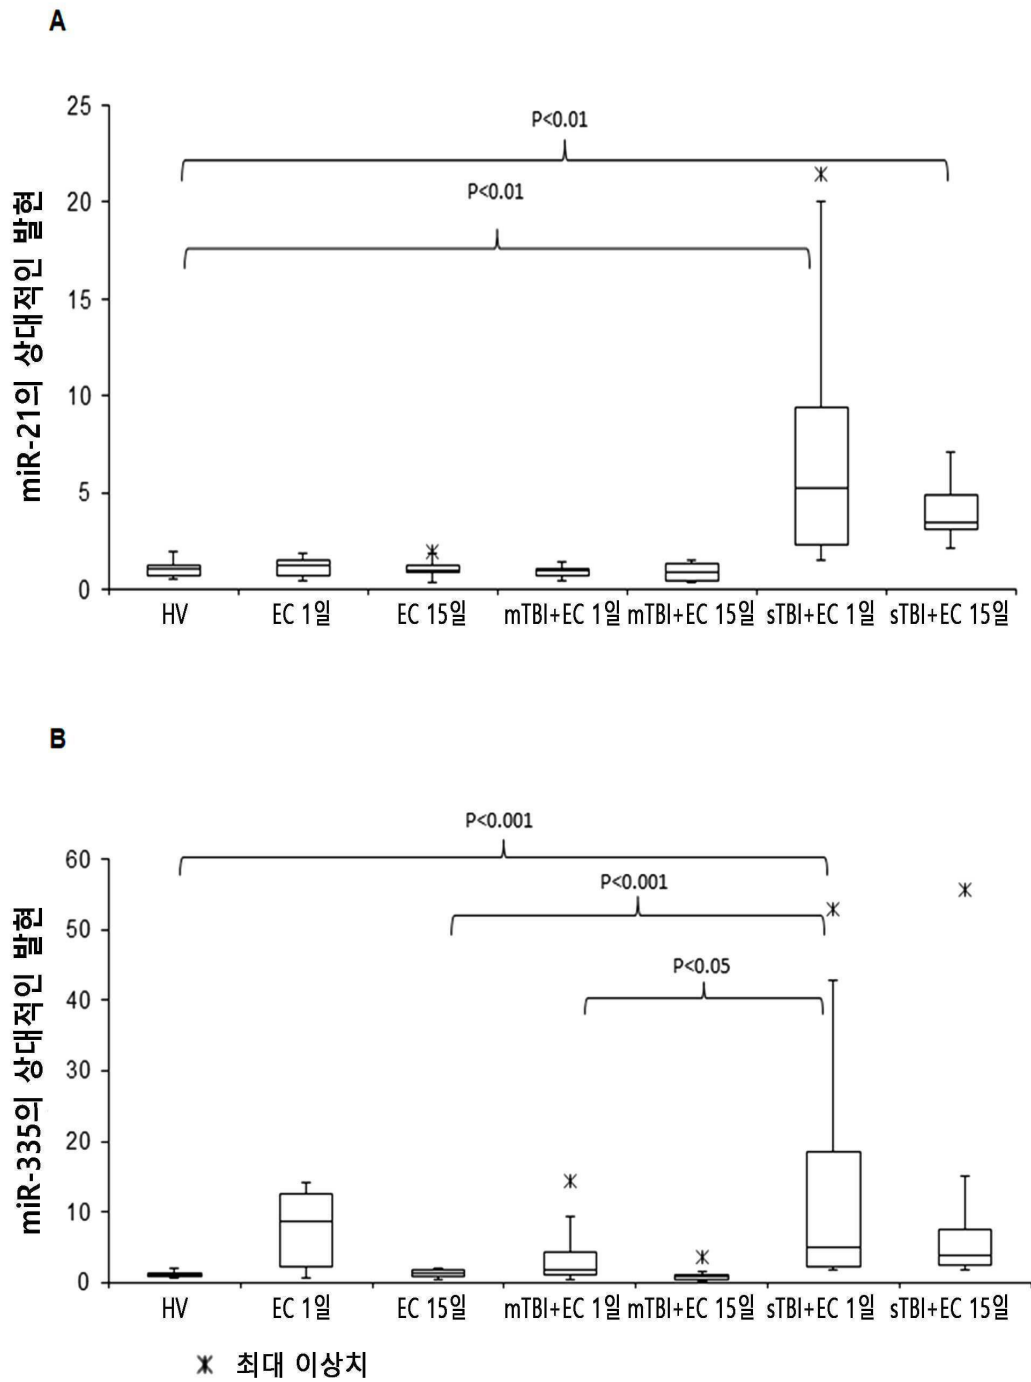 A
miR-21의 상대적인 발현
25
20
15
10
5
0
P<0.01
P<0.01
HV EC 1일 EC 15일 mTBI+EC 1일 mTBI+EC 15일 sTBI+EC 1일 sTBI+EC 15일
B
miR-335의 상대적인 발현
60
50
40
30
20
10
0
P<0.001
P<0.001
P<0.05
HV EC 1일 EC 15일 mTBI+EC 1일 mTBI+EC 15일 sTBI+EC 1일 sTBI+EC 15일
최대 이상치